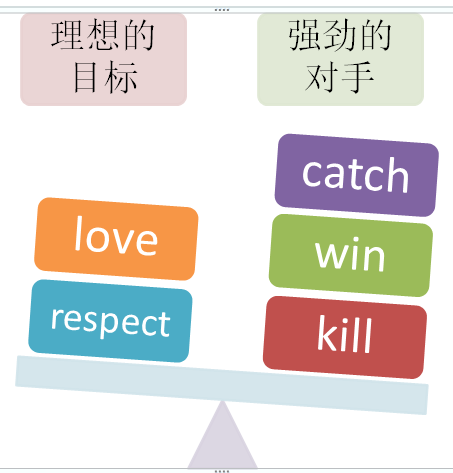 理想的
目标
强劲的
对手
love
respect
catch
win
kill